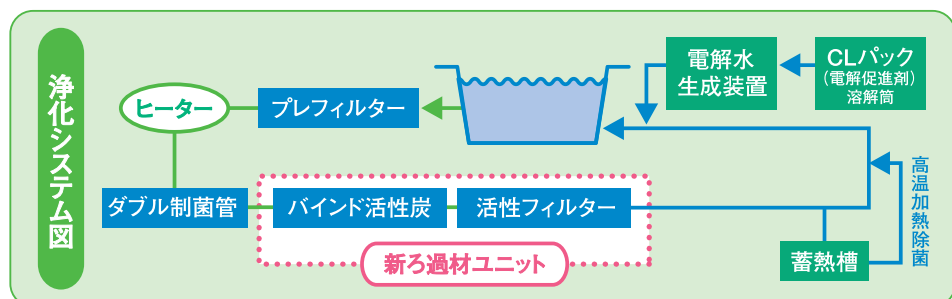 浄化システム図
ヒーター
プレフィルター
電解水
生成装置
CLパック
(電解促進剤)
溶解筒
ダブル制菌管
バインド活性炭
活性フィルター
新ろ過材ユニット
蓄熱槽
高温加熱除菌